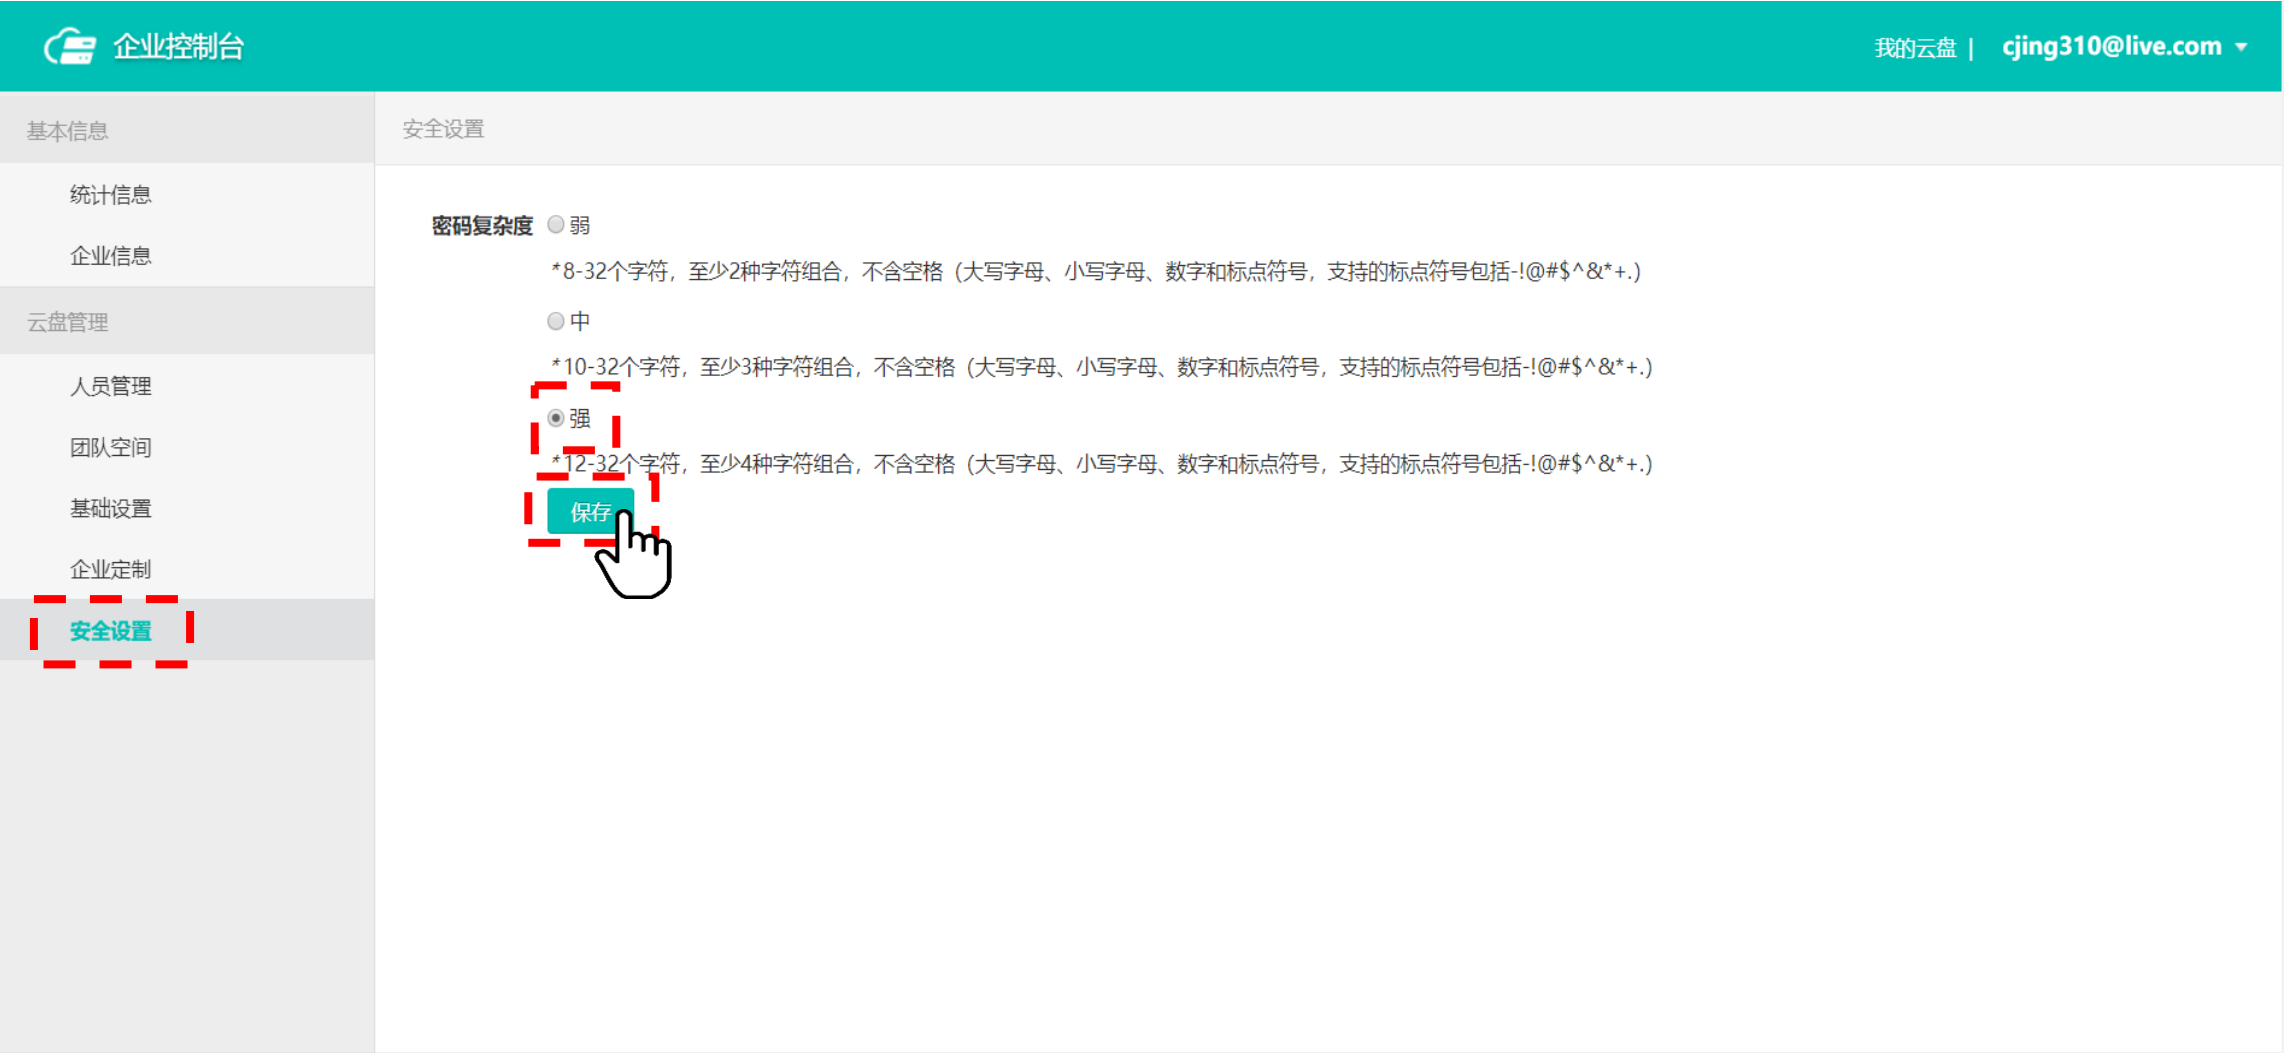 企业控制台
我的云盘 | cjing310@live.com
基本信息
统计信息
企业信息
云盘管理
人员管理
团队空间
基础设置
企业定制
安全设置
安全设置
密码复杂度 弱
*8-32个字符，至少2种字符组合，不含空格（大写字母、小写字母、数字和标点符号，支持的标点符号包括-!@#$^&*+.）
中
*10-32个字符，至少3种字符组合，不含空格（大写字母、小写字母、数字和标点符号，支持的标点符号包括-!@#$^&*+.）
强
*12-32个字符，至少4种字符组合，不含空格（大写字母、小写字母、数字和标点符号，支持的标点符号包括-!@#$^&*+.）
保存